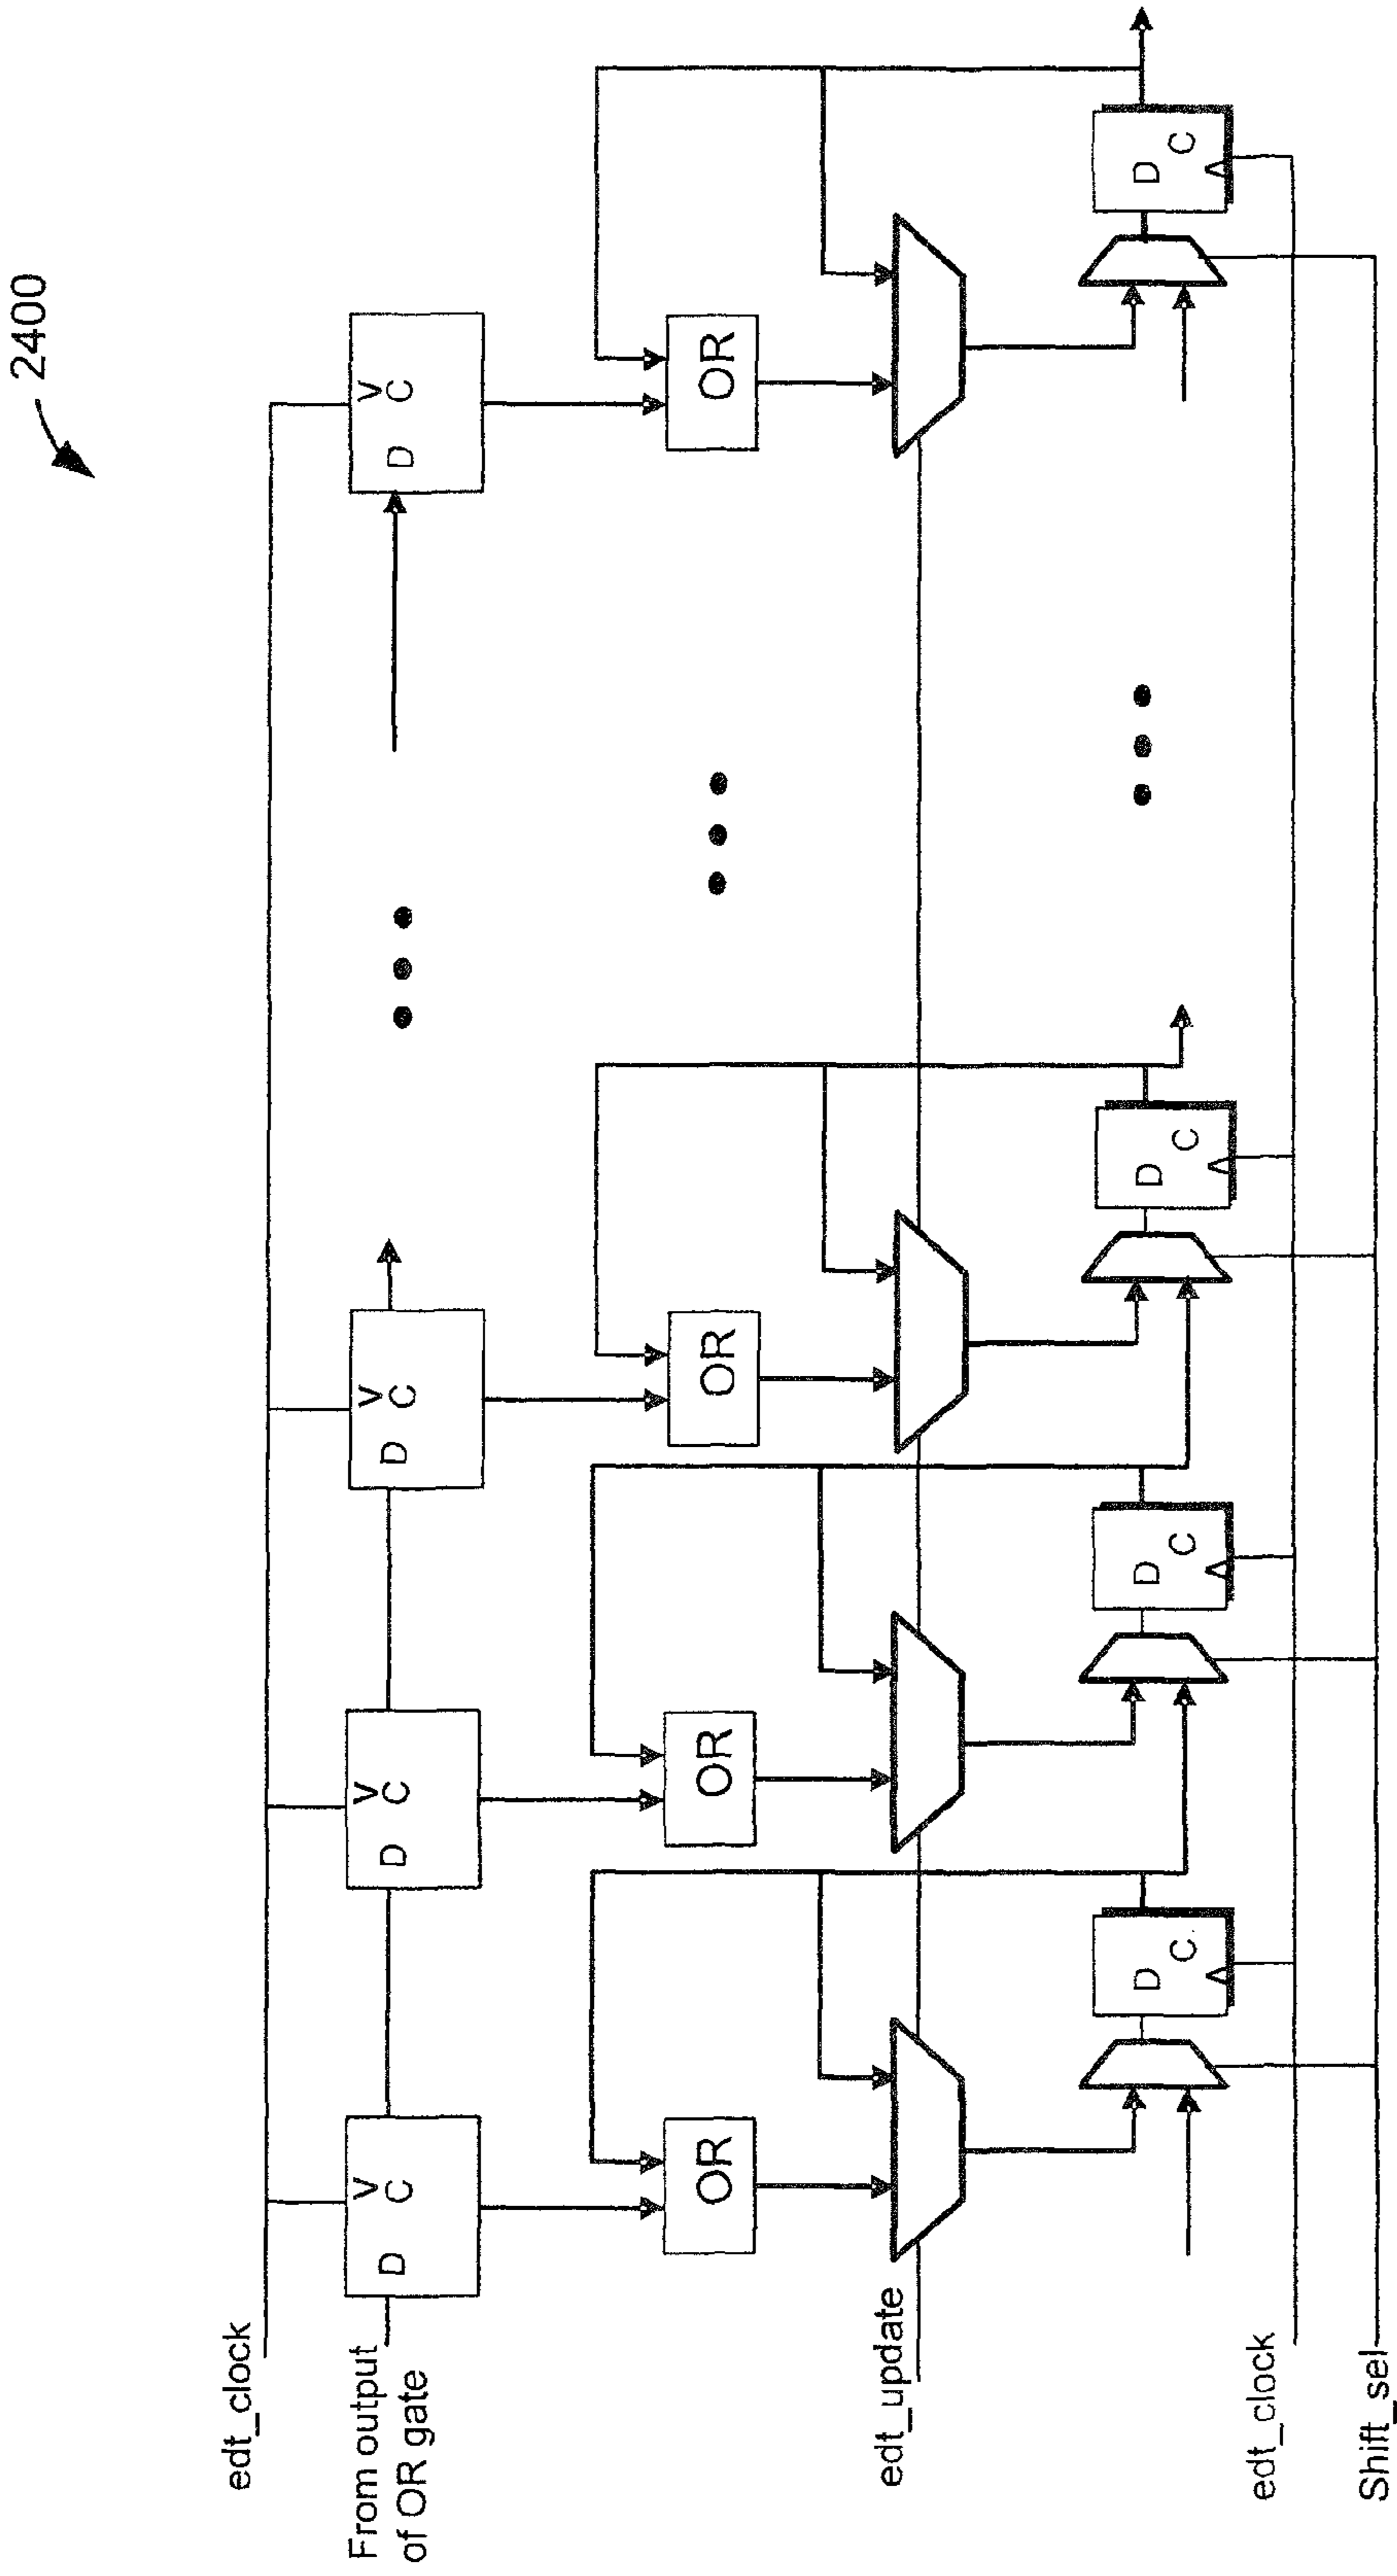 2400
edt_clock
From output
of OR gate
D C
D C
D C
D C
OR
OR
OR
OR
edt_update
D C
D C
D C
D C
edt_clock
Shift_sel